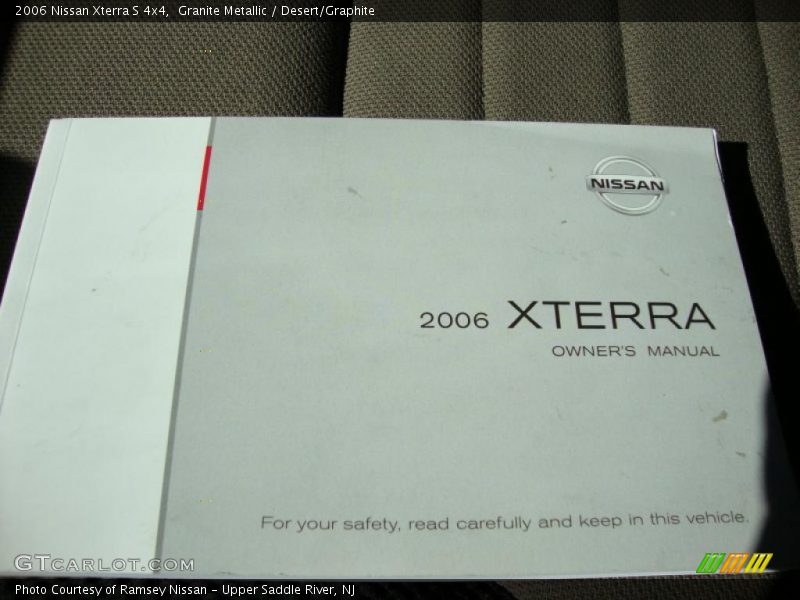 2006 Nissan Xterra S 4x4,  Granite Metallic / Desert/Graphite
NISSAN
2006 XTERRA
OWNER'S MANUAL
For your safety, read carefully and keep in this vehicle.
GTCARLOT.COM
Photo Courtesy of Ramsey Nissan - Upper Saddle River, NJ